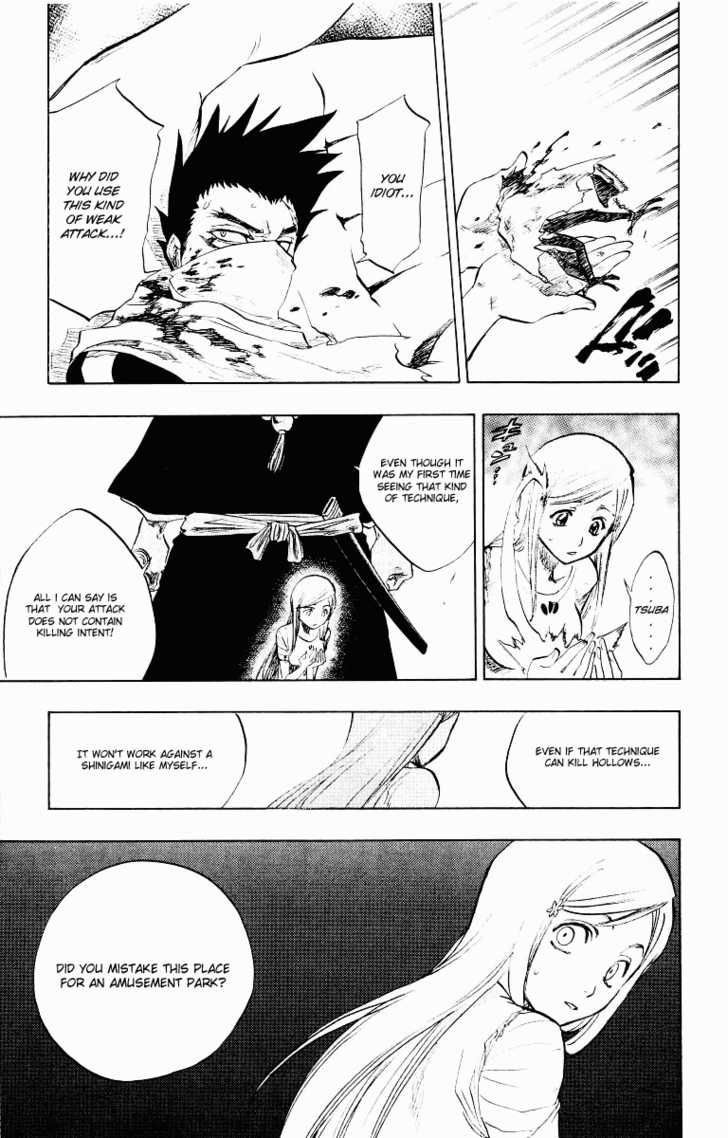 YOU
IDIOT...
WHY DID
YOU USE
THIS KIND
OF WEAK
ATTACK...!
. . . .
TSUBA
. . . .
EVEN THOUGH IT
WAS MY FIRST TIME
SEEING THAT KIND
OF TECHNIQUE,
ALL I CAN SAY IS
THAT YOUR ATTACK
DOES NOT CONTAIN
KILLING INTENT!
EVEN IF THAT TECHNIQUE
CAN KILL HOLLOWS...
IT WON'T WORK AGAINST A
SHINIGAMI LIKE MYSELF...
DID YOU MISTAKE THIS PLACE
FOR AN AMUSEMENT PARK?